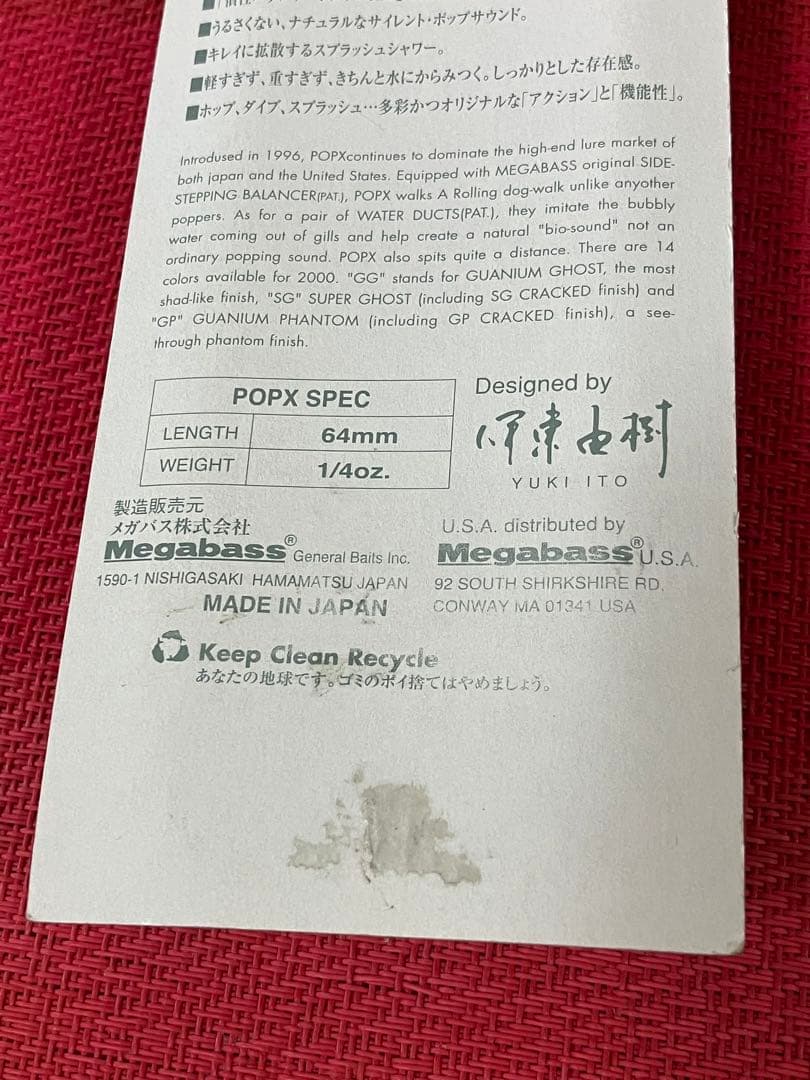 ■うるさくない、ナチュラルなサイレント・ポップサウンド。
■キレイに拡散するスプラッシュシャワー。
■軽すぎず、重すぎず、きちんと水にからみつく。しっかりとした存在感。
■ホップ、ダイブ、スプラッシュ…多彩かつオリジナルな「アクション」と「機能性」。
Introdused in 1996, POPXcontinues to dominate the high-end lure market of
both japan and the United States. Equipped with MEGABASS original SIDE-
STEPPING BALANCER(PAT.), POPX walks A Rolling dog-walk unlike anyother
poppers. As for a pair of WATER DUCTS(PAT.), they imitate the bubbly
water coming out of gills and help create a natural "bio-sound" not an
ordinary popping sound. POPX also spits quite a distance. There are 14
colors available for 2000. "GG" stands for GUANIUM GHOST, the most
shad-like finish, "SG" SUPER GHOST (including SG CRACKED finish) and
"GP" GUANIUM PHANTOM (including GP CRACKED finish), a see-
through phantom finish.
POPX SPEC
LENGTH 64mm
WEIGHT 1/4oz.
Designed by
伊東由樹
YUKI ITO
製造販売元
メガバス株式会社
Megabass® General Baits Inc.
1590-1 NISHIGASAKI HAMAMATSU JAPAN
MADE IN JAPAN
U.S.A. distributed by
Megabass® U.S.A.
92 SOUTH SHIRKSHIRE RD.
CONWAY MA 01341 USA
Keep Clean Recycle
あなたの地球です。ゴミのポイ捨てはやめましょう。